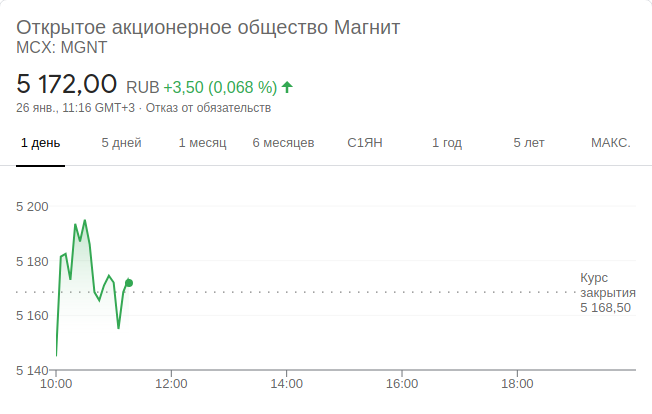 Открытое акционерное общество Магнит
MCX: MGNT
5 172,00 RUB +3,50 (0,068 %)
26 янв., 11:16 GMT+3 · Отказ от обязательств
1 день 5 дней 1 месяц 6 месяцев С1ЯН 1 год 5 лет МАКС.
5 200
5 180
Курс
закрытия
5 168,50
5 160
5 140
10:00 12:00 14:00 16:00 18:00